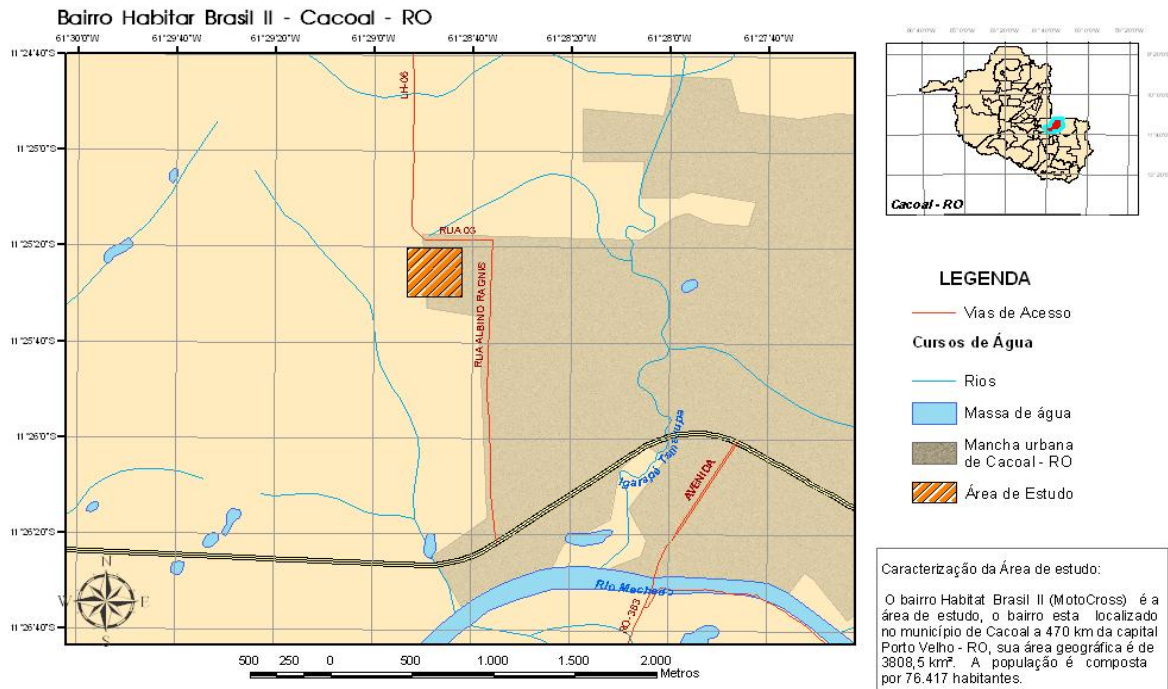 Bairro Habitar Brasil II - Cacoal - RO
61°30'0"W 61°29'40"W 61°29'20"W 61°29'0"W 61°28'40"W 61°28'20"W 61°28'0"W 61°27'40"W
11°24'40"S
11°25'0"S
11°25'20"S
11°25'40"S
11°26'0"S
11°26'20"S
11°26'40"S
LH-06
RUA 03
RUA ALBINO RAGNIS
Igarapé Tamarupe
AVENIDA
Rio Machado
RO-383
N
W E
S
500 250 0 500 1.000 1.500 2.000
Metros
Cacoal - RO
LEGENDA
Vias de Acesso
Cursos de Água
Rios
Massa de água
Mancha urbana
de Cacoal - RO
Área de Estudo
Caracterização da Área de estudo:
O bairro Habitat Brasil II (MotoCross) é a
área de estudo, o bairro esta localizado
no município de Cacoal a 470 km da capital
Porto Velho - RO, sua área geográfica é de
3808,5 km². A população é composta
por 76.417 habitantes.